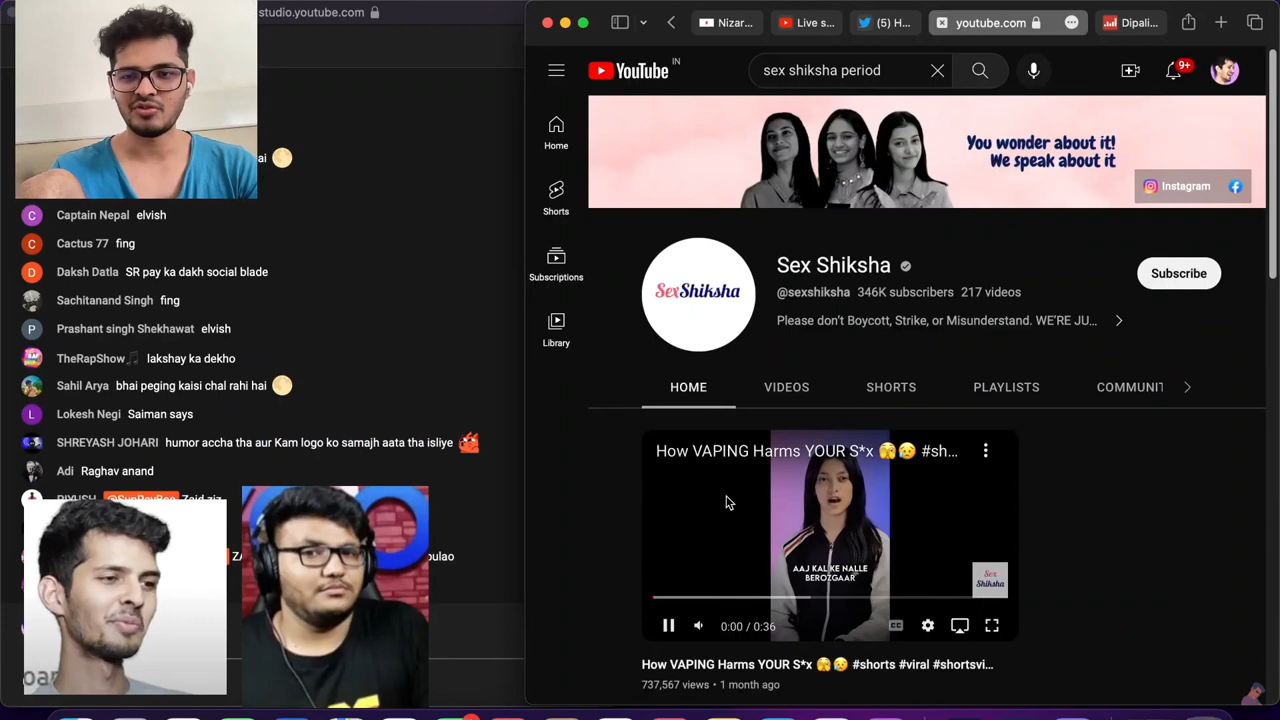 studio.youtube.com
ai
Captain Nepal elvish
Cactus 77 fing
Daksh Datla SR pay ka dakh social blade
Sachitanand Singh fing
Prashant singh Shekhawat elvish
TheRapShow lakshay ka dekho
Sahil Arya bhai peging kaisi chal rahi hai
Lokesh Negi Saiman says
SHREYASH JOHARI humor accha tha aur Kam logo ko samajh aata tha isliye
Adi Raghav anand
Nizar...
Live s...
(5) H...
youtube.com
Dipali...
YouTube IN
sex shiksha period
9+
Home
Shorts
Subscriptions
Library
You wonder about it!
We speak about it
Instagram
Sex Shiksha
SexShiksha
@sexshiksha 346K subscribers 217 videos
Subscribe
Please don't Boycott, Strike, or Misunderstand. WE'RE JU...
HOME VIDEOS SHORTS PLAYLISTS COMMUNIT
How VAPING Harms YOUR S*x 🫣😥 #sh...
AAJ KAL KE NALLE
BEROZGAAR
Sex
Shiksha
0:00 / 0:36
How VAPING Harms YOUR S*x 🫣😥 #shorts #viral #shortsvi...
737,567 views • 1 month ago